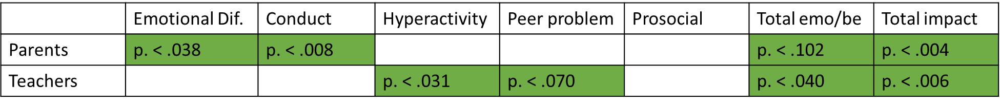 Emotional Dif. Conduct Hyperactivity Peer problem Prosocial Total emo/be Total impact
Parents p. < .038 p. < .008 p. < .102 p. < .004
Teachers p. < .031 p. < .070 p. < .040 p. < .006